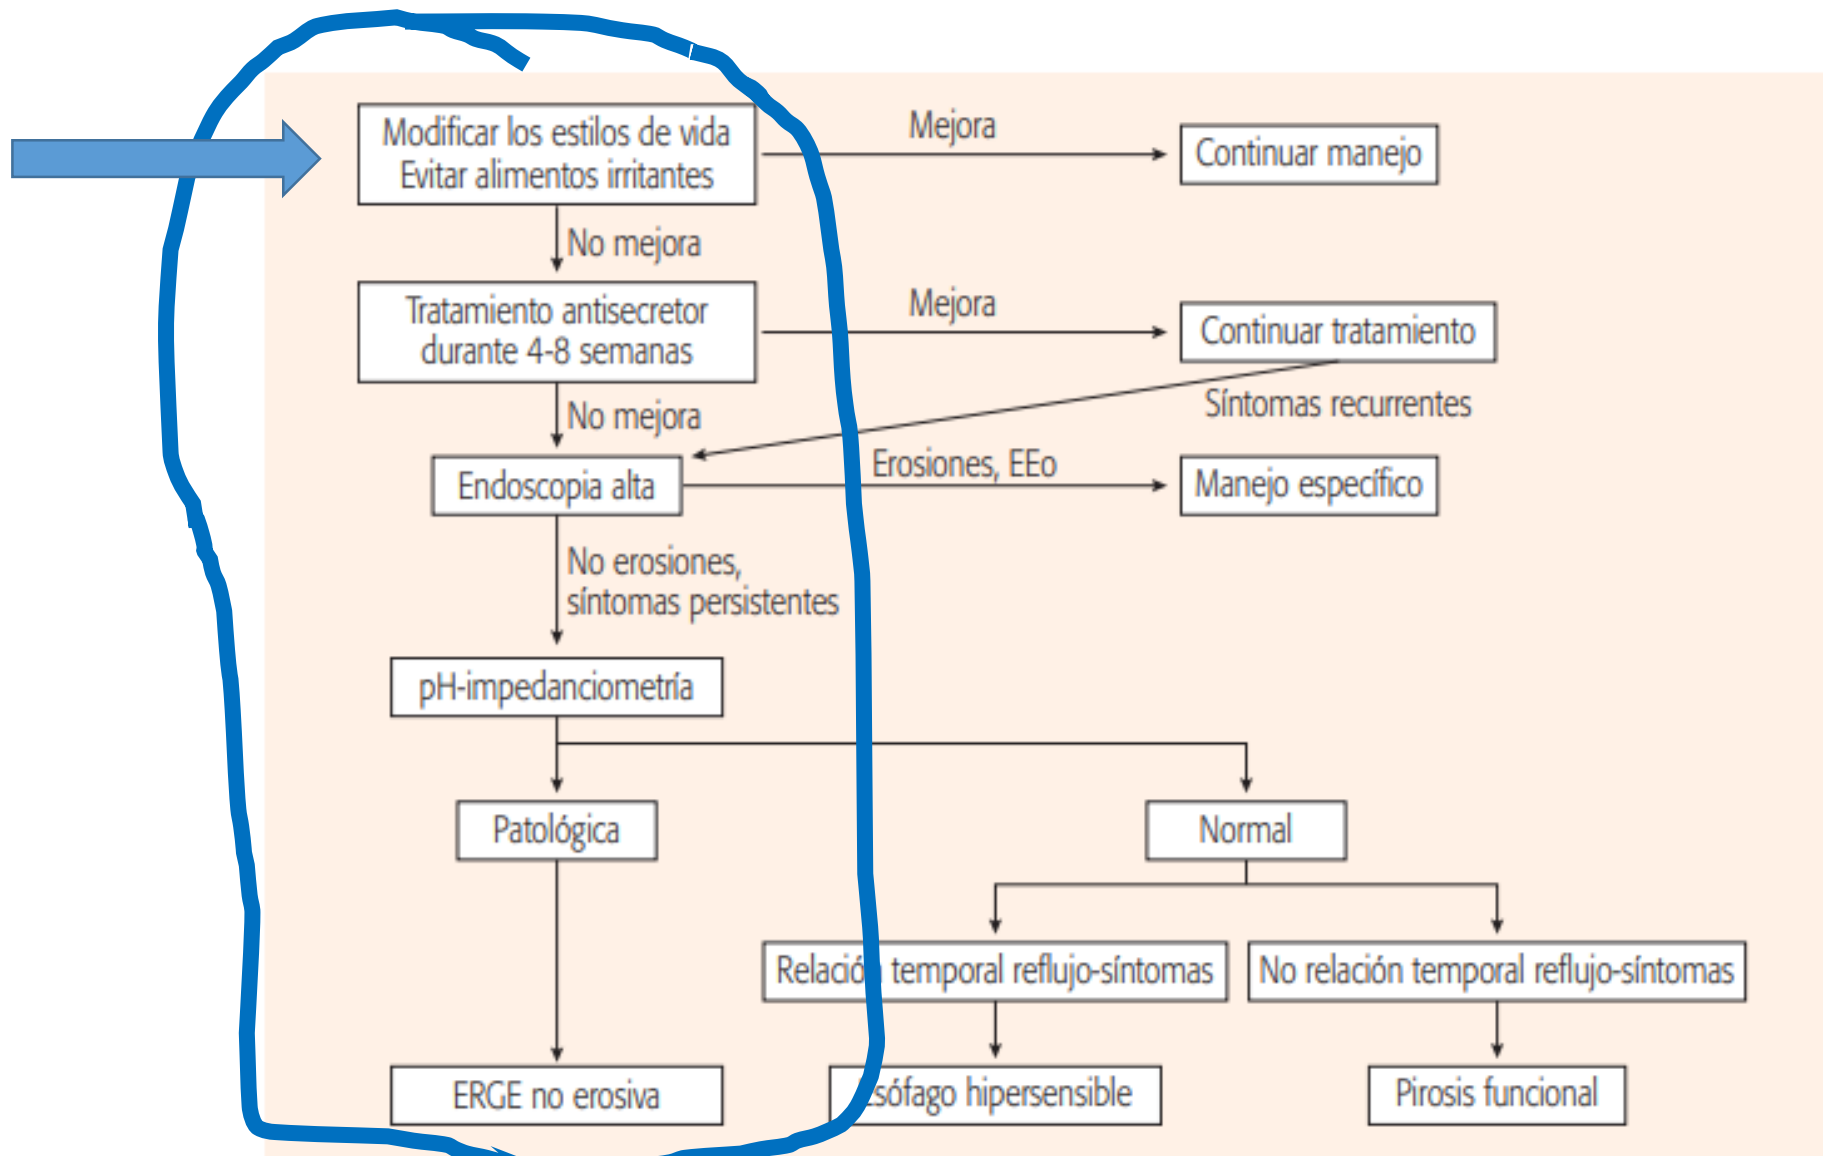 Modificar los estilos de vida
Evitar alimentos irritantes
Mejora
Continuar manejo
No mejora
Tratamiento antisecretor
durante 4-8 semanas
Mejora
Continuar tratamiento
No mejora
Síntomas recurrentes
Endoscopia alta
Erosiones, EEo
Manejo específico
No erosiones,
síntomas persistentes
pH-impedanciometría
Patológica
Normal
Relación temporal reflujo-síntomas
No relación temporal reflujo-síntomas
ERGE no erosiva
Esófago hipersensible
Pirosis funcional